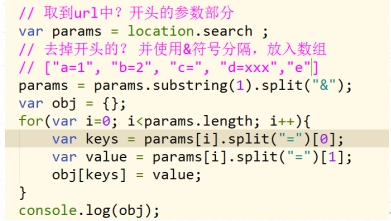 // 取到url中？开头的参数部分
var params = location.search ;
// 去掉开头的？ 并使用&符号分隔，放入数组
// ["a=1", "b=2", "c=", "d=xxx","e"]
params = params.substring(1).split("&");
var obj = {};
for(var i=0; i<params.length; i++){
    var keys = params[i].split("=")[0];
    var value = params[i].split("=")[1];
    obj[keys] = value;
}
console.log(obj);